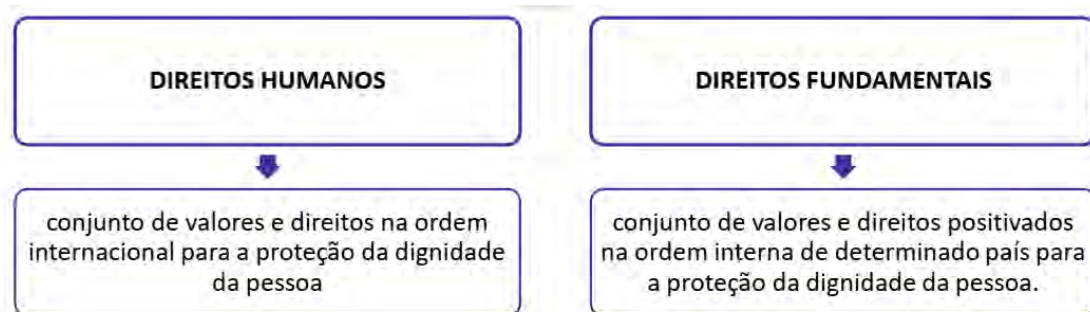 DIREITOS HUMANOS
conjunto de valores e direitos na ordem
internacional para a proteção da dignidade
da pessoa
DIREITOS FUNDAMENTAIS
conjunto de valores e direitos positivados
na ordem interna de determinado país para
a proteção da dignidade da pessoa.